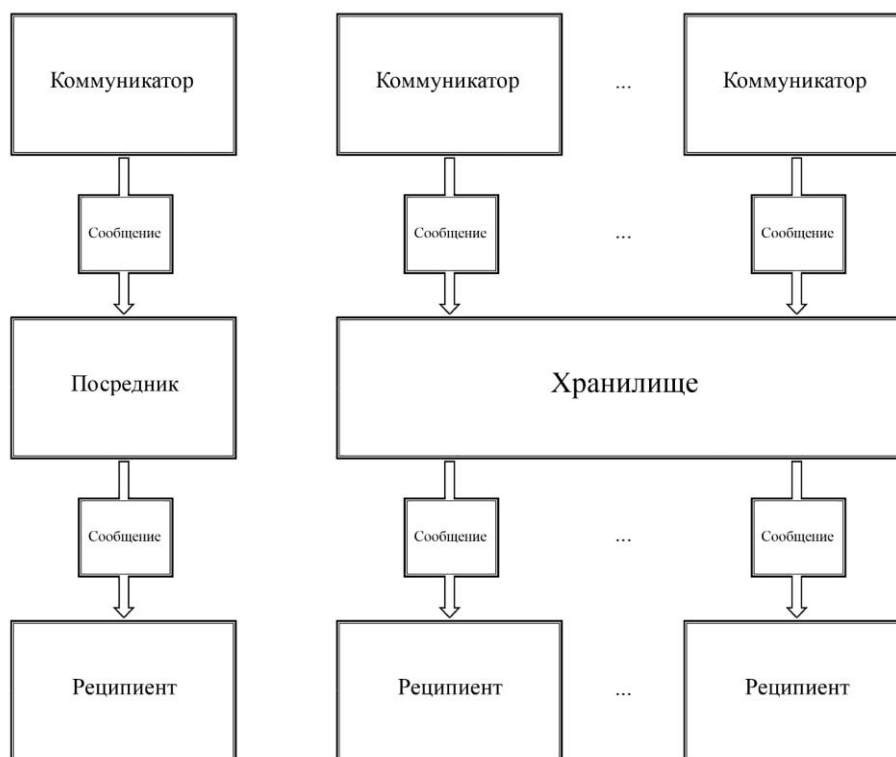 Коммуникатор Коммуникатор ... Коммуникатор
Сообщение Сообщение ... Сообщение
Посредник Хранилище
Сообщение Сообщение ... Сообщение
Реципиент Реципиент ... Реципиент